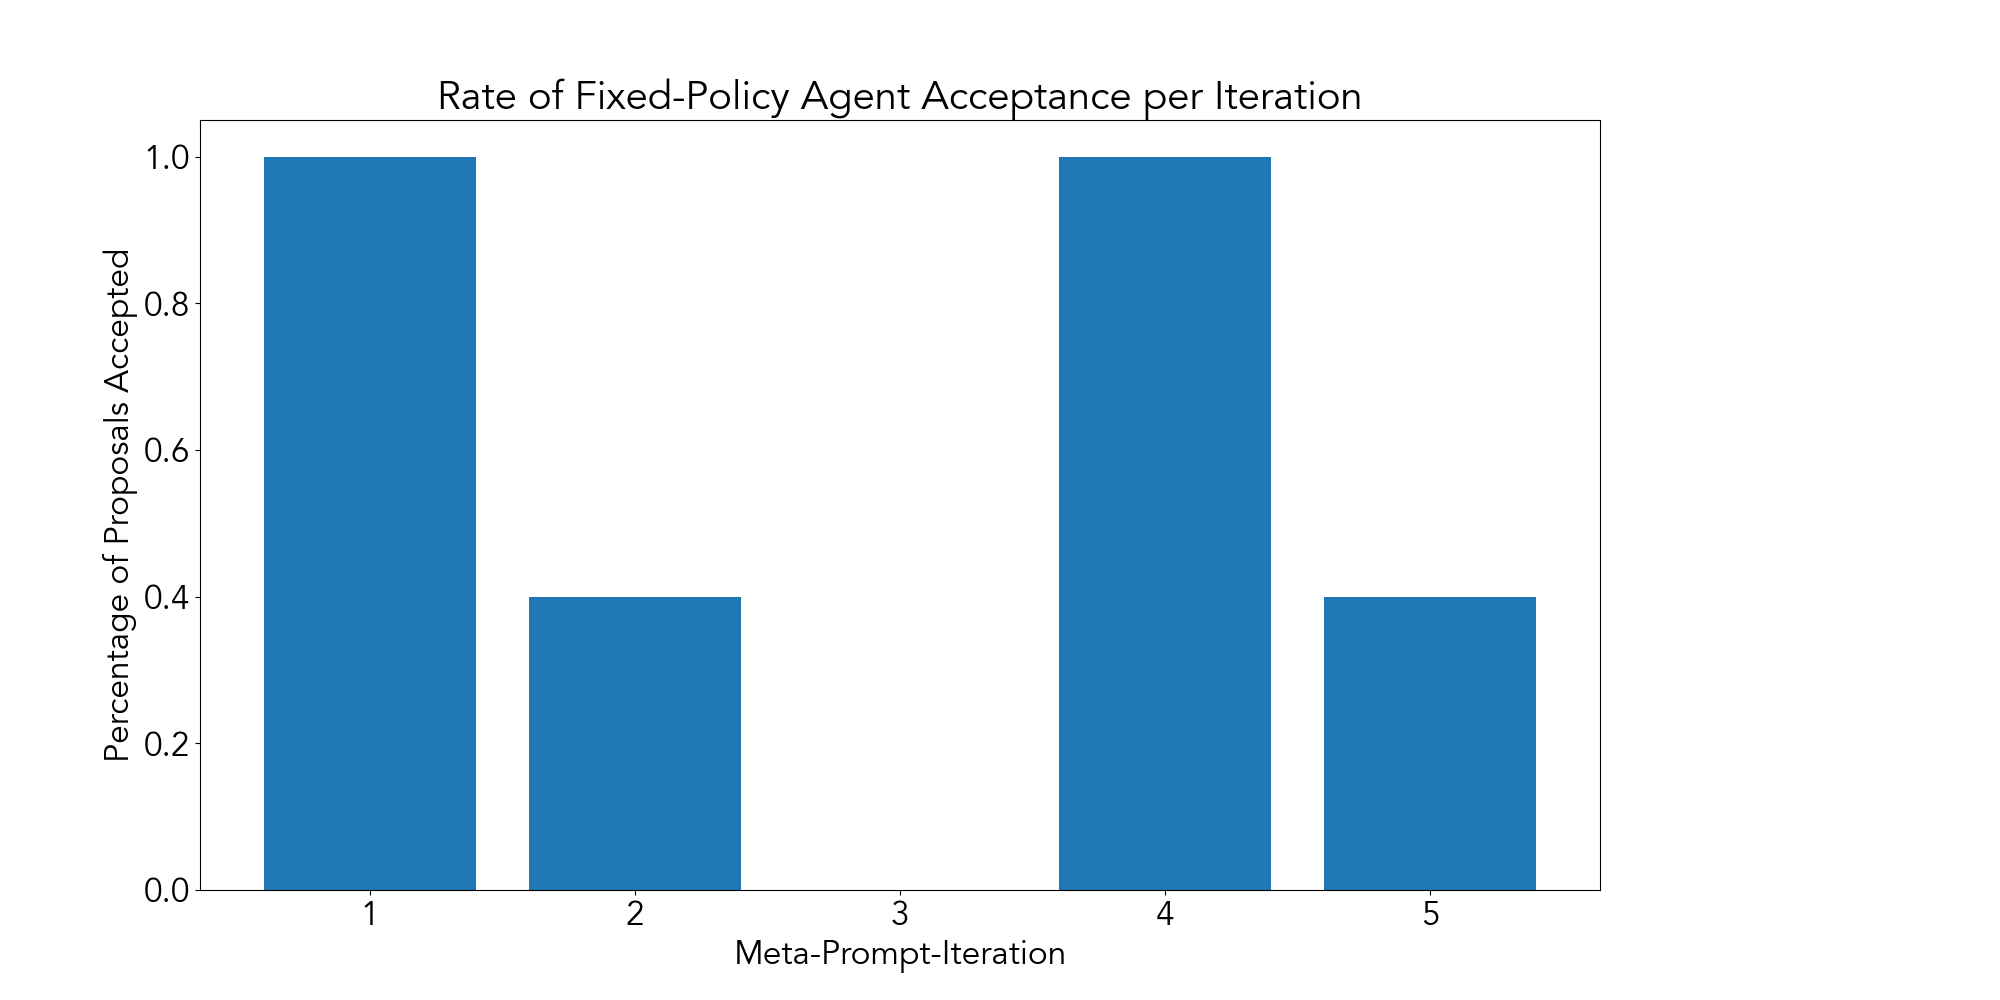 Rate of Fixed-Policy Agent Acceptance per Iteration
Percentage of Proposals Accepted
1.0
0.8
0.6
0.4
0.2
0.0
1 2 3 4 5
Meta-Prompt-Iteration